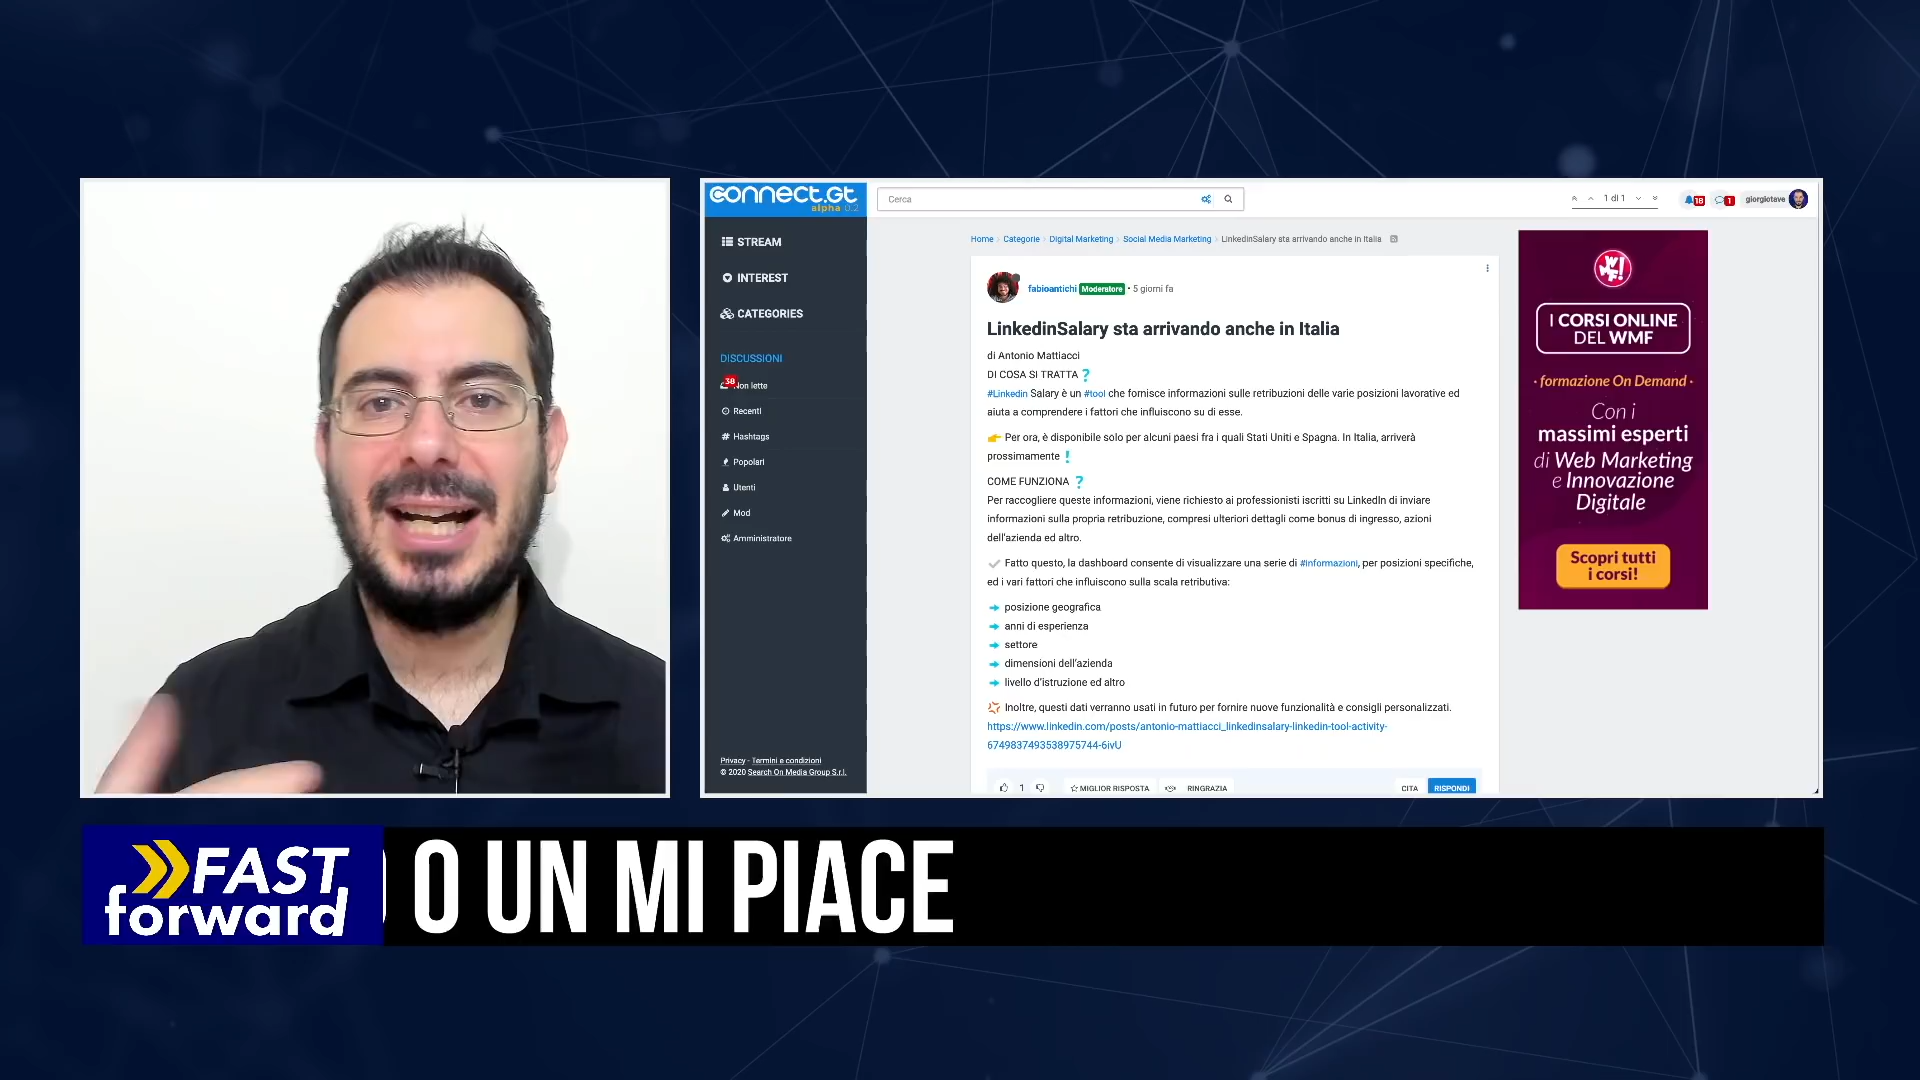 connect.gt
alpha 0.2
Cerca
1 di 1
18
1
giorgiotave
STREAM
INTEREST
CATEGORIES
DISCUSSIONI
38
Non lette
Recenti
Hashtags
Popolari
Utenti
Mod
Amministratore
Privacy - Termini e condizioni
© 2020 Search On Media Group S.r.l.
Home Categorie Digital Marketing Social Media Marketing LinkedinSalary sta arrivando anche in Italia
fabioantichi Moderatore • 5 giorni fa
LinkedinSalary sta arrivando anche in Italia
di Antonio Mattiacci
DI COSA SI TRATTA ❓
#Linkedin Salary è un #tool che fornisce informazioni sulle retribuzioni delle varie posizioni lavorative ed
aiuta a comprendere i fattori che influiscono su di esse.
👉 Per ora, è disponibile solo per alcuni paesi fra i quali Stati Uniti e Spagna. In Italia, arriverà
prossimamente ❗
COME FUNZIONA ❓
Per raccogliere queste informazioni, viene richiesto ai professionisti iscritti su LinkedIn di inviare
informazioni sulla propria retribuzione, compresi ulteriori dettagli come bonus di ingresso, azioni
dell'azienda ed altro.
✔ Fatto questo, la dashboard consente di visualizzare una serie di #informazioni, per posizioni specifiche,
ed i vari fattori che influiscono sulla scala retributiva:
➡ posizione geografica
➡ anni di esperienza
➡ settore
➡ dimensioni dell'azienda
➡ livello d'istruzione ed altro
💢 Inoltre, questi dati verranno usati in futuro per fornire nuove funzionalità e consigli personalizzati.
https://www.linkedin.com/posts/antonio-mattiacci_linkedinsalary-linkedin-tool-activity-
6749837493538975744-6ivU
1 MIGLIOR RISPOSTA RINGRAZIA CITA RISPONDI
WMF!
I CORSI ONLINE
DEL WMF
· formazione On Demand ·
Con i
massimi esperti
di Web Marketing
e Innovazione
Digitale
Scopri tutti
i corsi!
FAST
forward
O UN MI PIACE